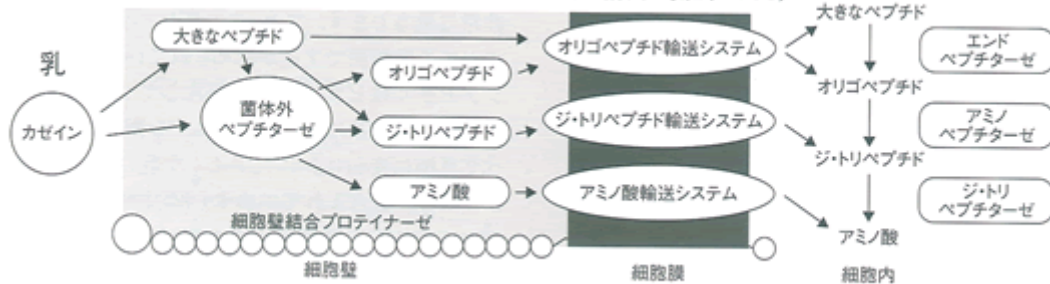 乳
カゼイン
大きなペプチド
菌体外
ペプチターゼ
オリゴペプチド
ジ・トリペプチド
アミノ酸
細胞壁結合プロテイナーゼ
細胞壁
オリゴペプチド輸送システム
ジ・トリペプチド輸送システム
アミノ酸輸送システム
細胞膜
大きなペプチド
オリゴペプチド
ジ・トリペプチド
アミノ酸
細胞内
エンド
ペプチターゼ
アミノ
ペプチターゼ
ジ・トリ
ペプチターゼ